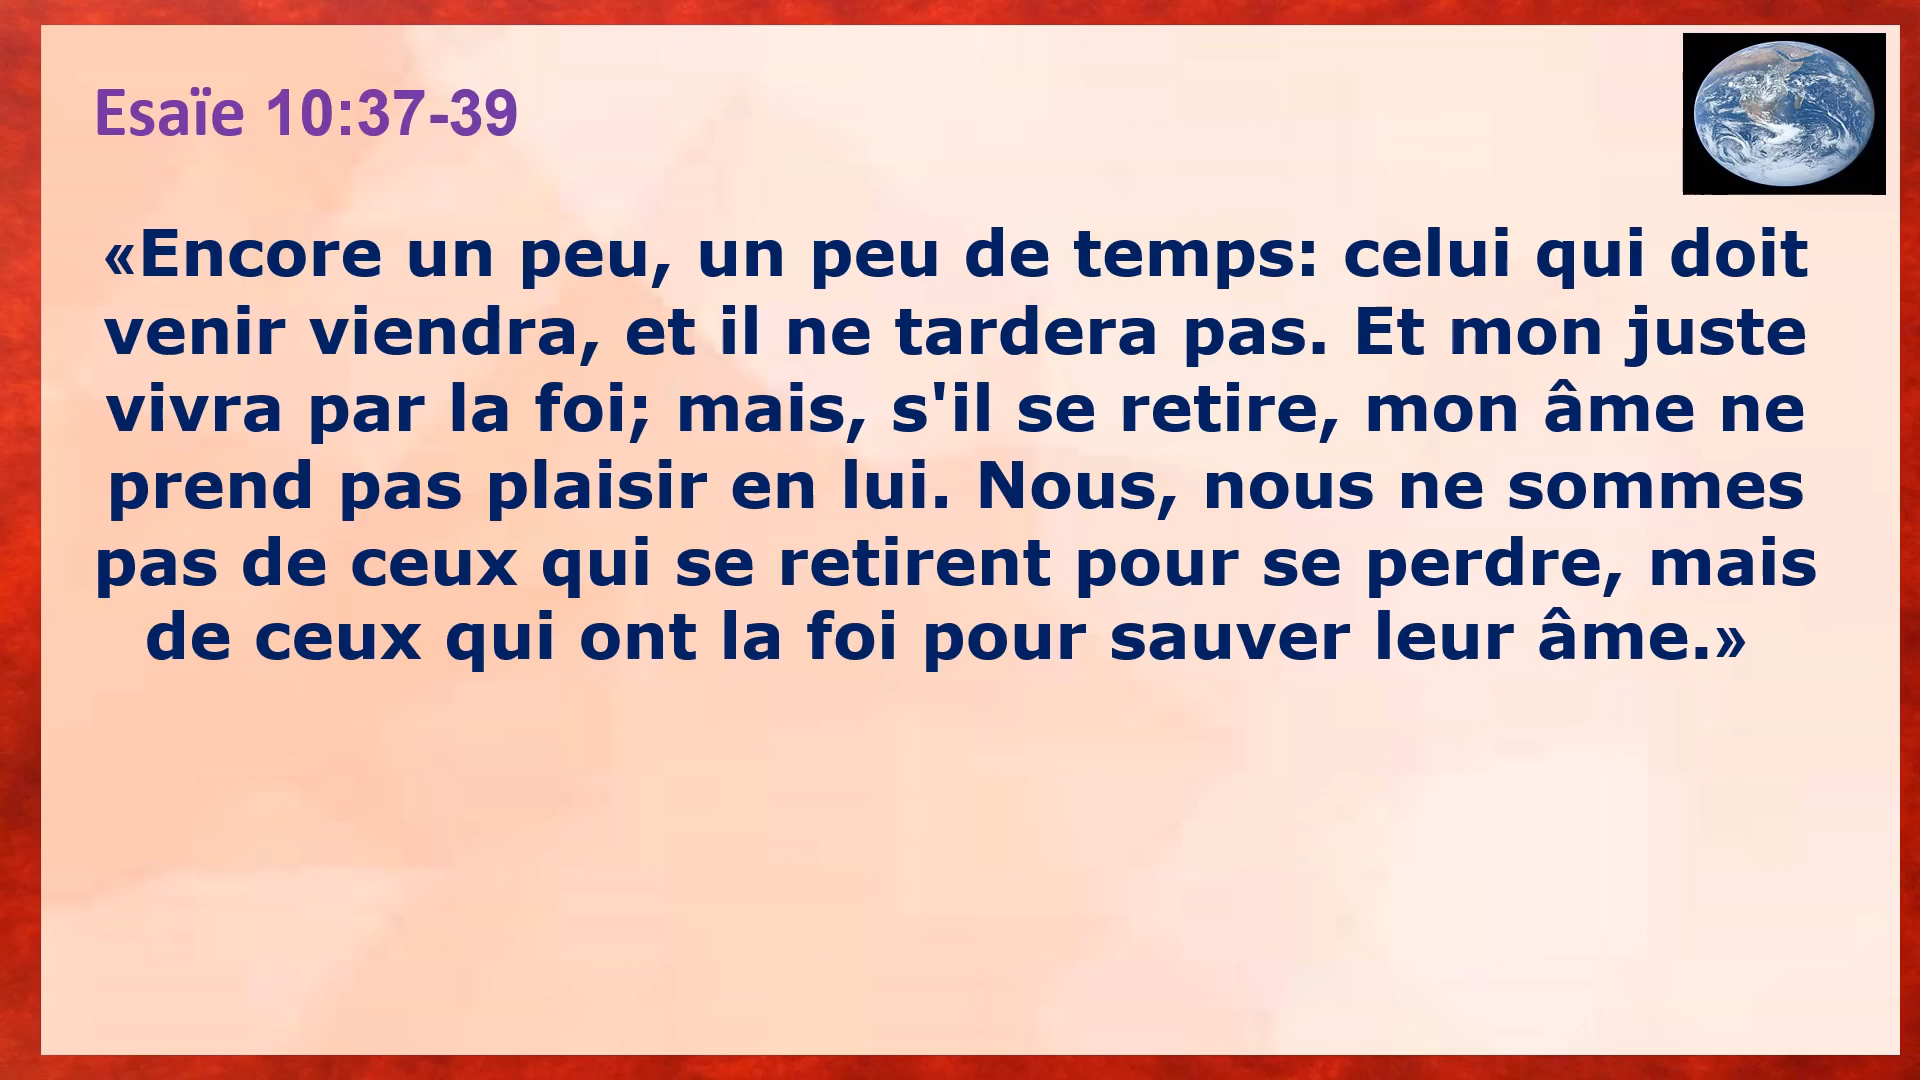 Esaïe 10:37-39
«Encore un peu, un peu de temps: celui qui doit
venir viendra, et il ne tardera pas. Et mon juste
vivra par la foi; mais, s'il se retire, mon âme ne
prend pas plaisir en lui. Nous, nous ne sommes
pas de ceux qui se retirent pour se perdre, mais
de ceux qui ont la foi pour sauver leur âme.»